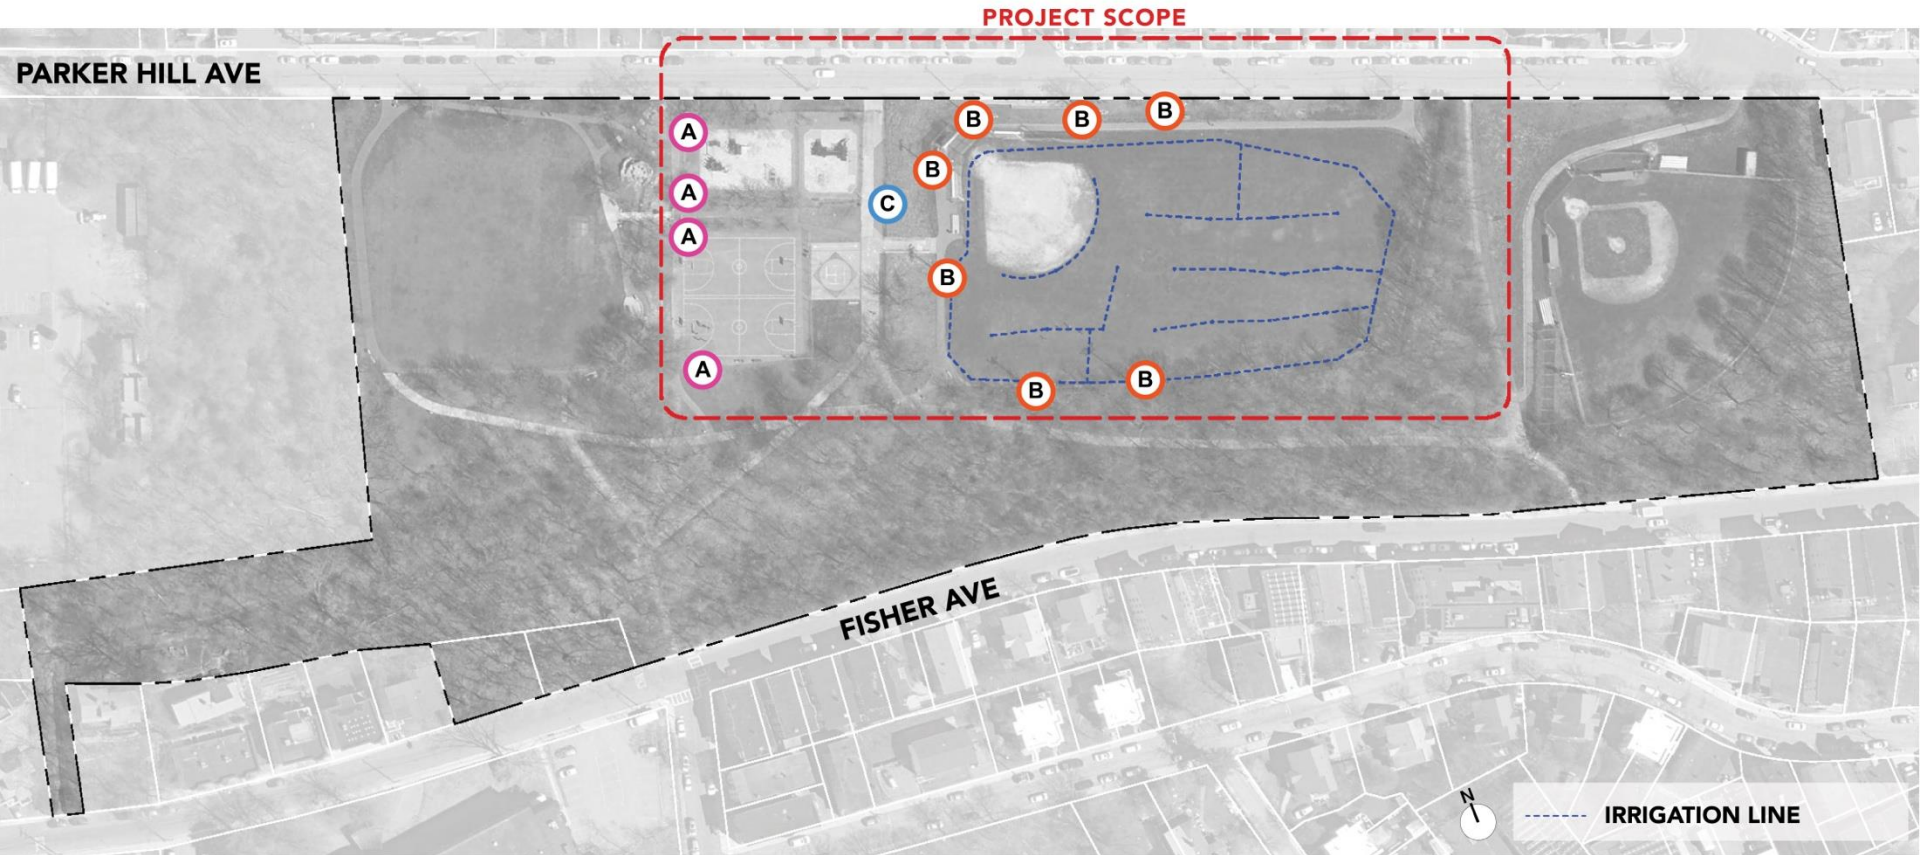 PROJECT SCOPE
PARKER HILL AVE
A
B
B
B
B
A
C
A
B
A
B
B
FISHER AVE
N
IRRIGATION LINE